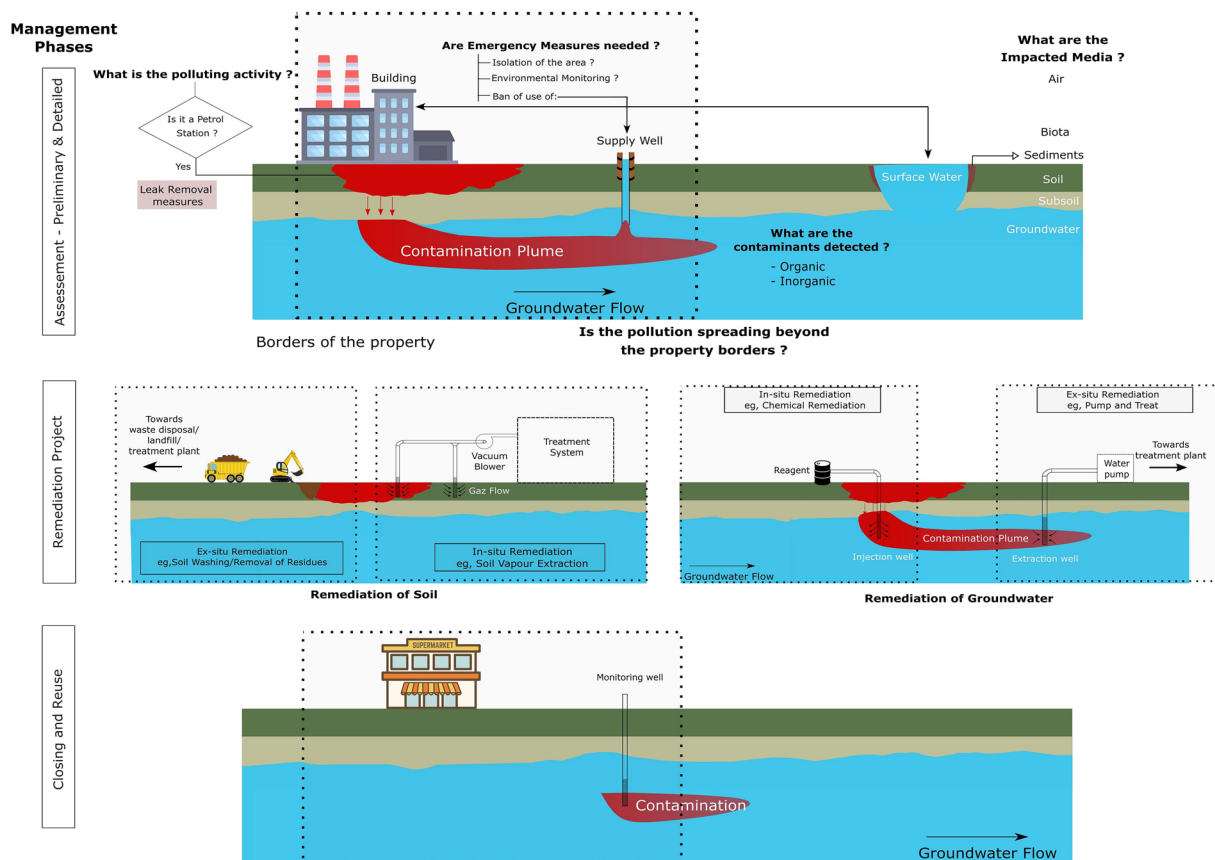 Management
Phases
Assessement - Preliminary & Detailed
What is the polluting activity ?
Is it a Petrol
Station ?
Yes
Leak Removal
measures
Building
Are Emergency Measures needed ?
Isolation of the area ?
Environmental Monitoring ?
Ban of use of:
Supply Well
What are the
Impacted Media ?
Air
Biota
Sediments
Surface Water
Soil
Subsoil
Groundwater
Contamination Plume
What are the
contaminants detected ?
- Organic
- Inorganic
Groundwater Flow
Borders of the property
Is the pollution spreading beyond
the property borders ?
Remediation Project
Towards
waste disposal/
landfill/
treatment plant
Vacuum
Blower
Treatment
System
Gaz Flow
Ex-situ Remediation
eg,Soil Washing/Removal of Residues
In-situ Remediation
eg, Soil Vapour Extraction
Remediation of Soil
In-situ Remediation
eg, Chemical Remediation
Ex-situ Remediation
eg, Pump and Treat
Reagent
Water
pump
Towards
treatment plant
Contamination Plume
Injection well
Extraction well
Groundwater Flow
Remediation of Groundwater
Closing and Reuse
SUPERMARKET
Monitoring well
Contamination
Groundwater Flow